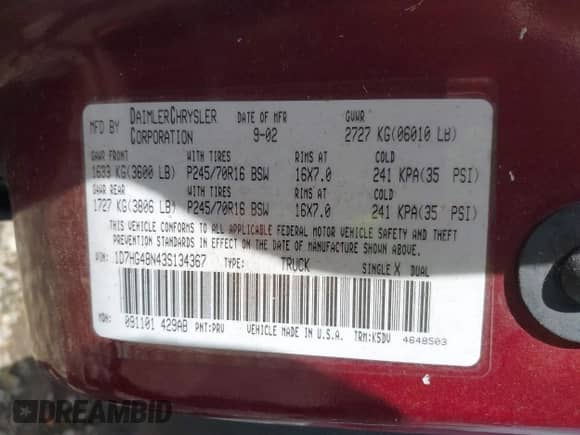 MFD BY DAIMLERCHRYSLER CORPORATION DATE OF MFR 9-02 GVWR 2727 KG(06010 LB)
GAWR FRONT WITH TIRES RIMS AT COLD
1633 KG(3600 LB) P245/70R16 BSW 16X7.0 241 KPA(35 PSI)
GAWR REAR WITH TIRES RIMS AT COLD
1727 KG(3806 LB) P245/70R16 BSW 16X7.0 241 KPA(35 PSI)
THIS VEHICLE CONFORMS TO ALL APPLICABLE FEDERAL MOTOR VEHICLE SAFETY AND THEFT
PREVENTION STANDARDS IN EFFECT ON THE DATE OF MANUFACTURE SHOWN ABOVE.
VIN: 1D7HG48N43S134367 TYPE: TRUCK SINGLE X DUAL
MDH: 091101 429AB PNT:PRV VEHICLE MADE IN U.S.A. TRM:K5DV 4648503
DREAMBID